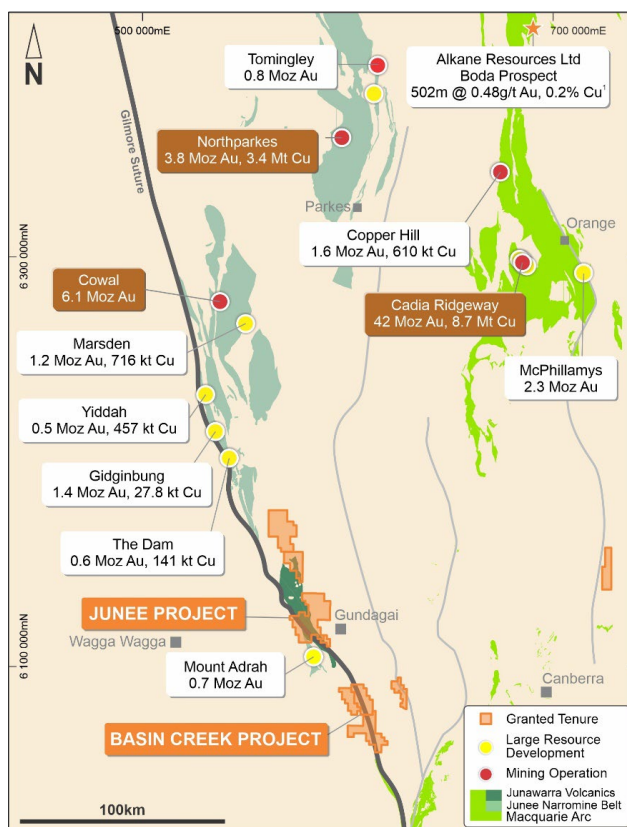 500 000mE
700 000mE
N
Tomingley
0.8 Moz Au
Alkane Resources Ltd
Boda Prospect
502m @ 0.48g/t Au, 0.2% Cu¹
Gilmore Suture
Northparkes
3.8 Moz Au, 3.4 Mt Cu
Parkes
Copper Hill
1.6 Moz Au, 610 kt Cu
Orange
6 300 000mN
Cowal
6.1 Moz Au
Cadia Ridgeway
42 Moz Au, 8.7 Mt Cu
Marsden
1.2 Moz Au, 716 kt Cu
McPhillamys
2.3 Moz Au
Yiddah
0.5 Moz Au, 457 kt Cu
Gidginbung
1.4 Moz Au, 27.8 kt Cu
The Dam
0.6 Moz Au, 141 kt Cu
JUNEE PROJECT
Gundagai
Wagga Wagga
6 100 000mN
Mount Adrah
0.7 Moz Au
Canberra
BASIN CREEK PROJECT
Granted Tenure
Large Resource
Development
Mining Operation
Junawarra Volcanics
Junee Narromine Belt
Macquarie Arc
100km